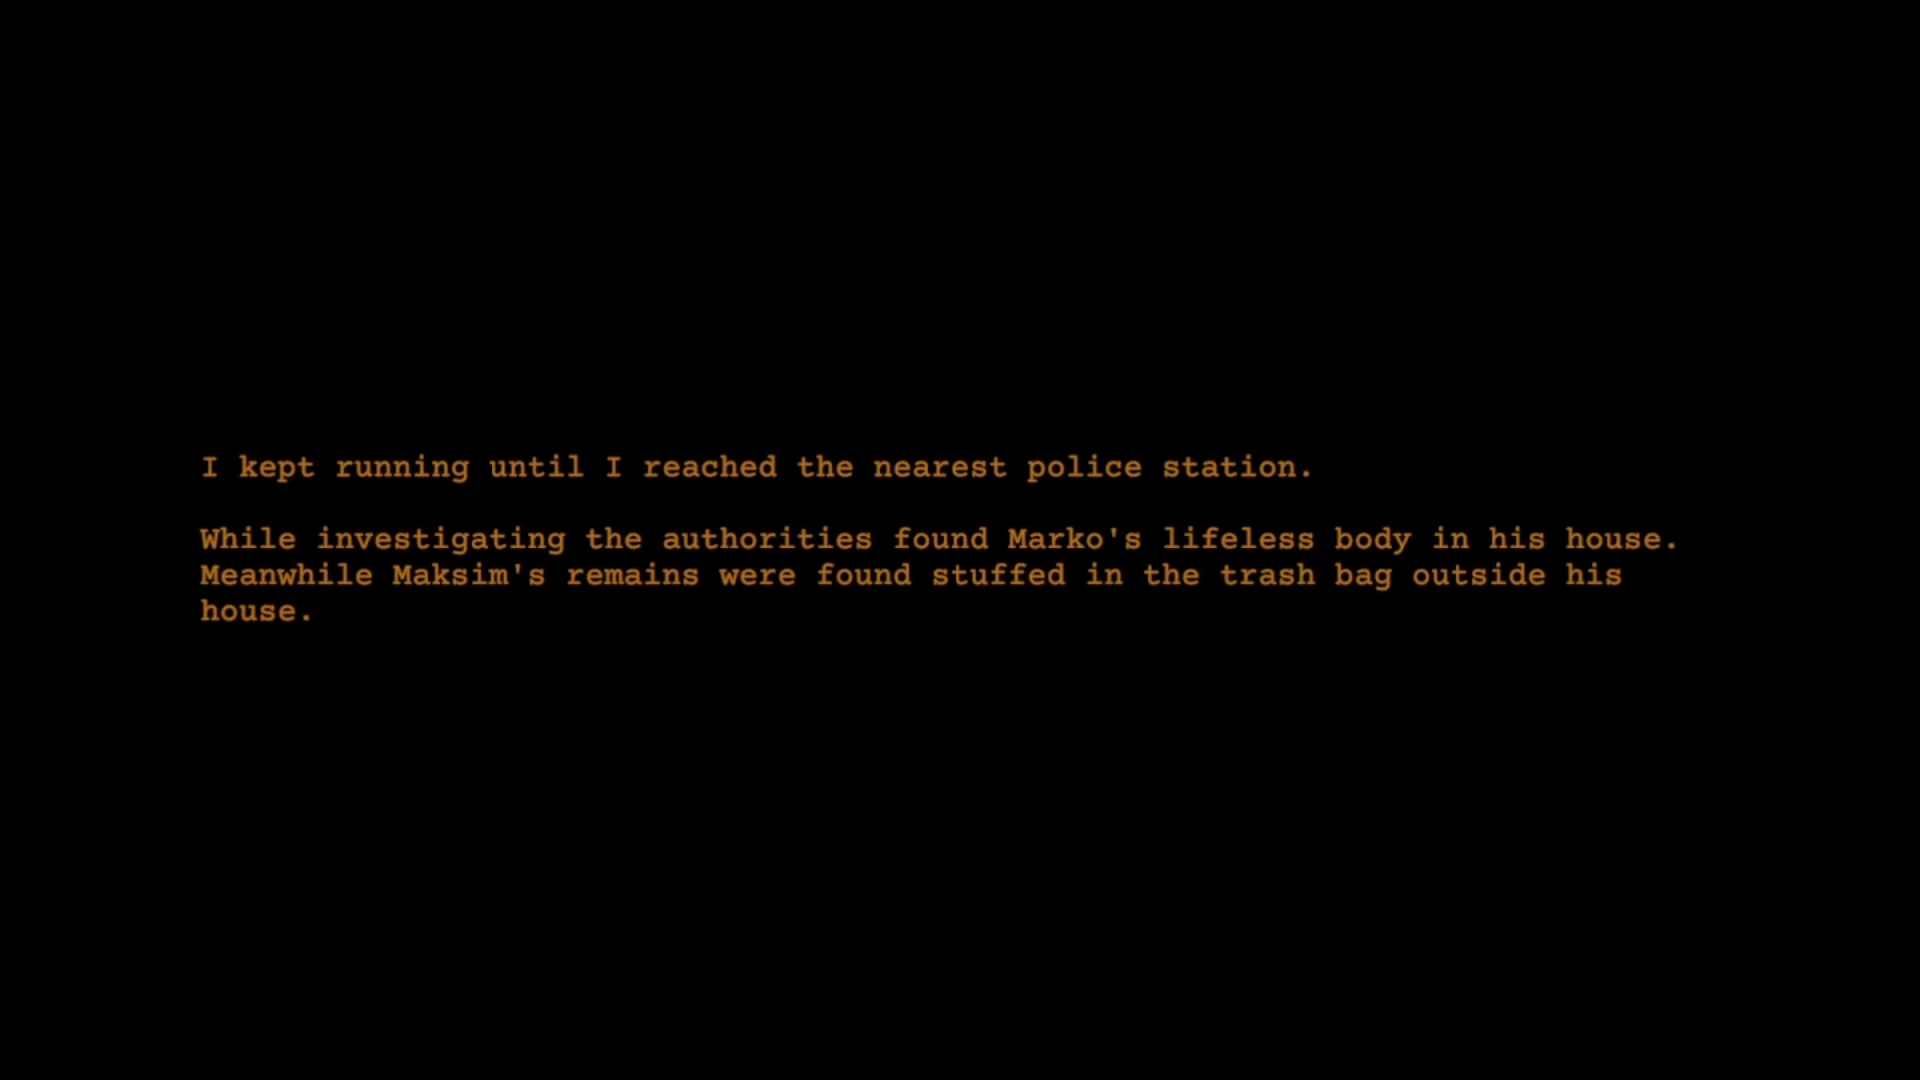 I kept running until I reached the nearest police station.
While investigating the authorities found Marko's lifeless body in his house.
Meanwhile Maksim's remains were found stuffed in the trash bag outside his
house.